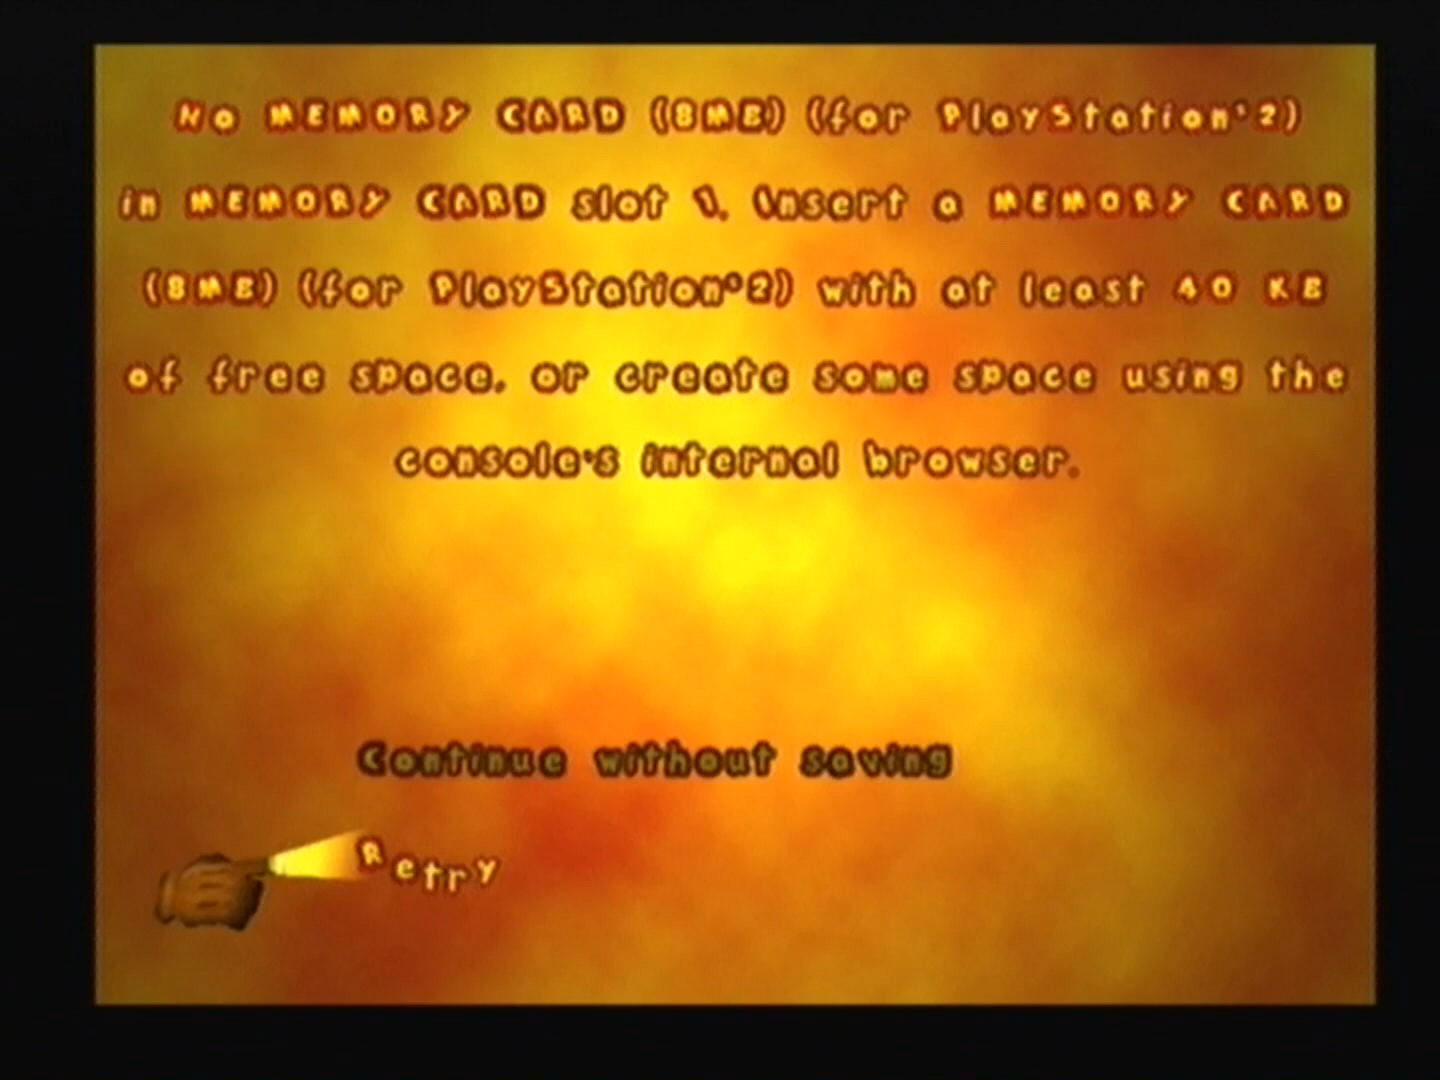 No MEMORY CARD (8MB) (for PlayStation®2)
in MEMORY CARD slot 1. Insert a MEMORY CARD
(8MB) (for PlayStation®2) with at least 40 KB
of free space, or create some space using the
console's internal browser.
Continue without saving
Retry